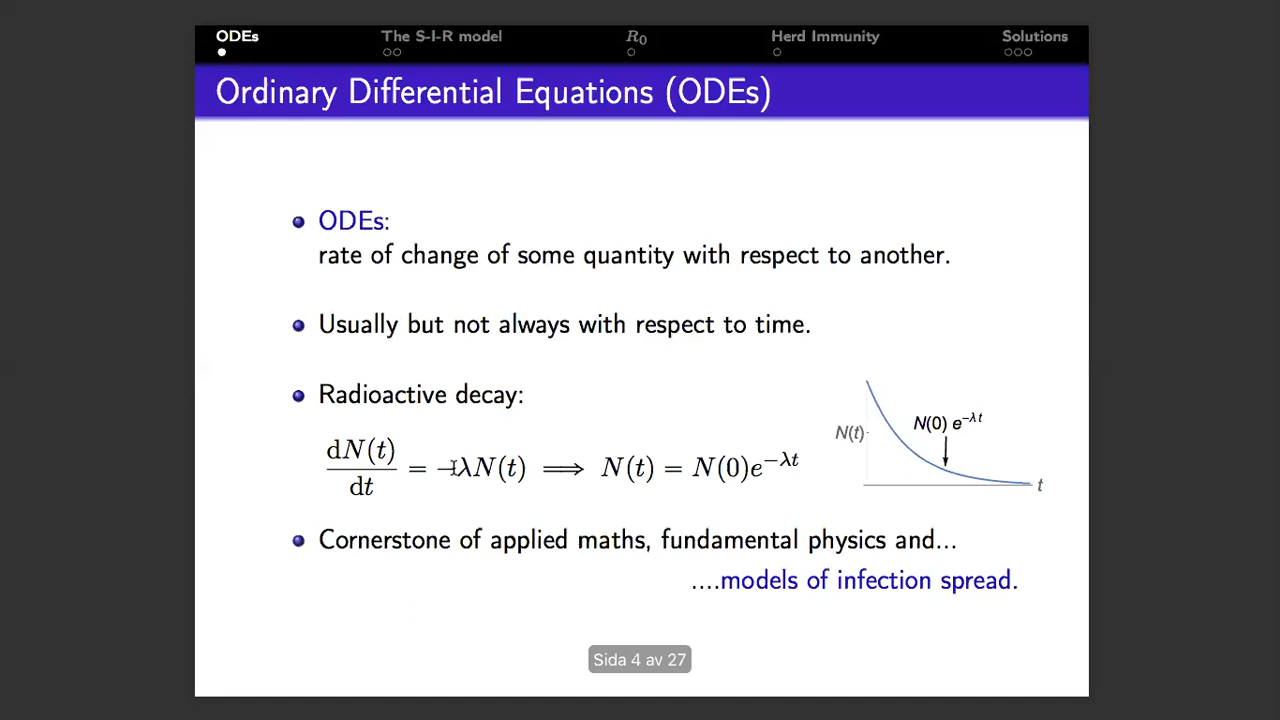 ODEs The S-I-R model R₀ Herd Immunity Solutions
Ordinary Differential Equations (ODEs)
ODEs:
rate of change of some quantity with respect to another.
Usually but not always with respect to time.
Radioactive decay:
dN(t)/dt = −λN(t) ⟹ N(t) = N(0)e^{−λt}
N(t)
N(0) e^{−λt}
t
Cornerstone of applied maths, fundamental physics and...
....models of infection spread.
Sida 4 av 27